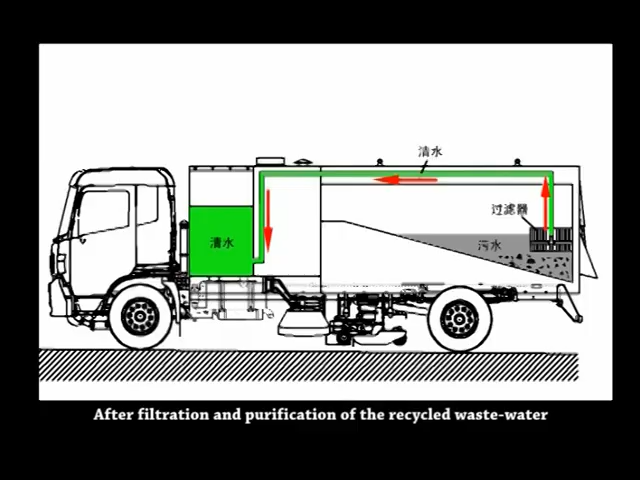 清水
过滤器
清水
污水
After filtration and purification of the recycled waste-water